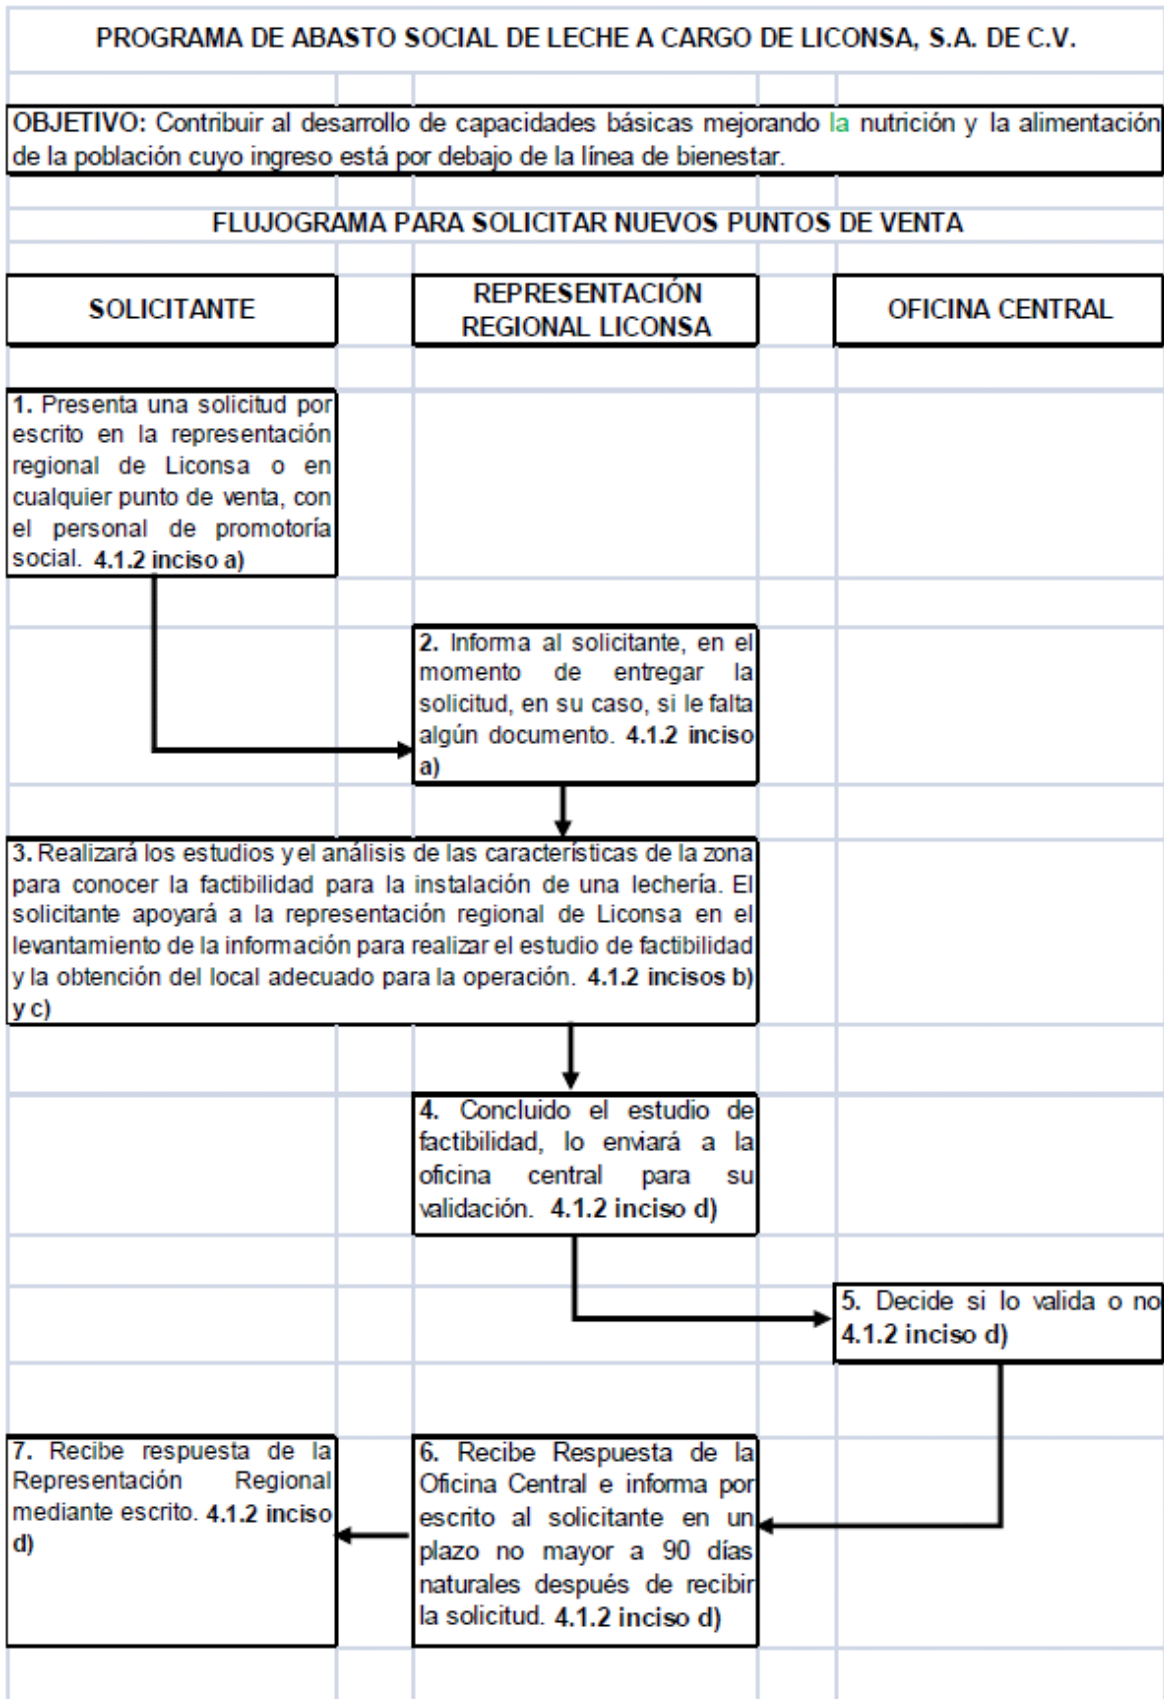 PROGRAMA DE ABASTO SOCIAL DE LECHE A CARGO DE LICONSA, S.A. DE C.V.
OBJETIVO: Contribuir al desarrollo de capacidades básicas mejorando la nutrición y la alimentación
de la población cuyo ingreso está por debajo de la línea de bienestar.
FLUJOGRAMA PARA SOLICITAR NUEVOS PUNTOS DE VENTA
SOLICITANTE
REPRESENTACIÓN
REGIONAL LICONSA
OFICINA CENTRAL
1. Presenta una solicitud por
escrito en la representación
regional de Liconsa o en
cualquier punto de venta, con
el personal de promotoría
social. 4.1.2 inciso a)
2. Informa al solicitante, en el
momento de entregar la
solicitud, en su caso, si le falta
algún documento. 4.1.2 inciso
a)
3. Realizará los estudios y el análisis de las características de la zona
para conocer la factibilidad para la instalación de una lechería. El
solicitante apoyará a la representación regional de Liconsa en el
levantamiento de la información para realizar el estudio de factibilidad
y la obtención del local adecuado para la operación. 4.1.2 incisos b)
y c)
4. Concluido el estudio de
factibilidad, lo enviará a la
oficina central para su
validación. 4.1.2 inciso d)
5. Decide si lo valida o no
4.1.2 inciso d)
6. Recibe Respuesta de la
Oficina Central e informa por
escrito al solicitante en un
plazo no mayor a 90 días
naturales después de recibir
la solicitud. 4.1.2 inciso d)
7. Recibe respuesta de la
Representación Regional
mediante escrito. 4.1.2 inciso
d)